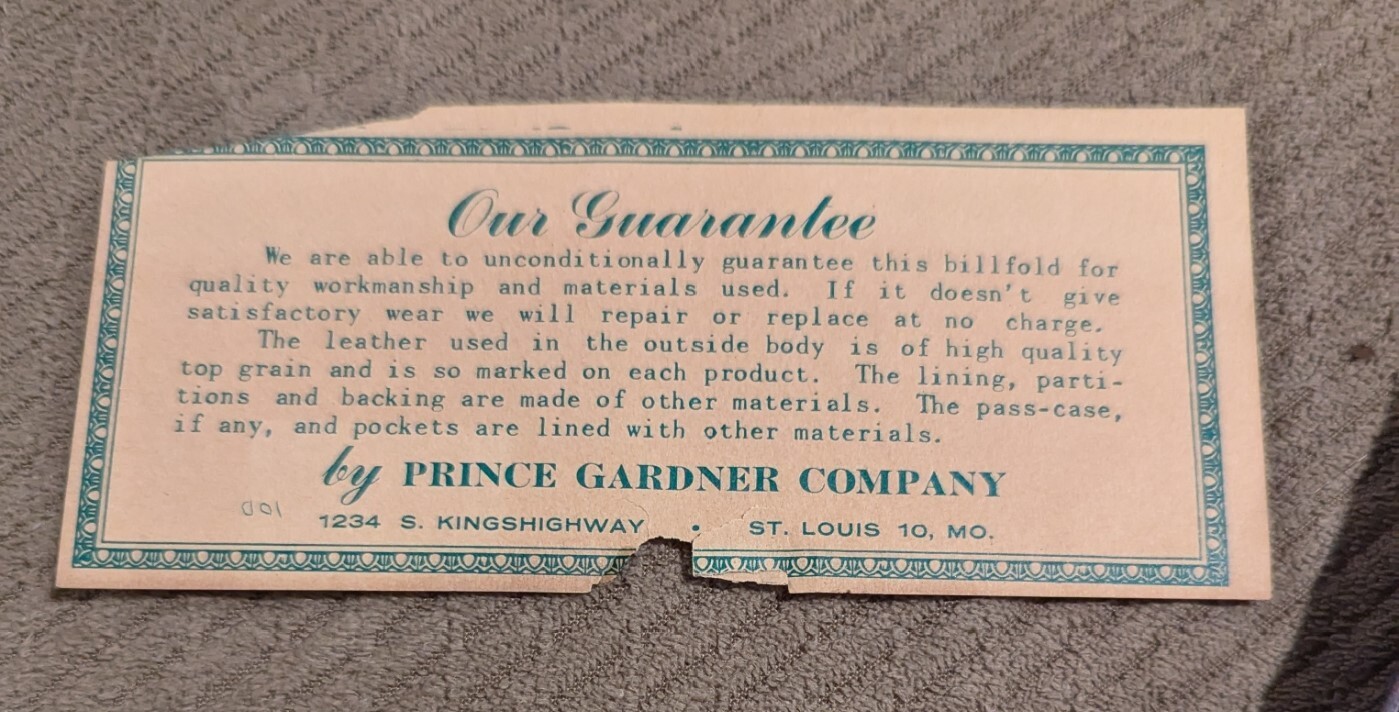 Our Guarantee
We are able to unconditionally guarantee this billfold for
quality workmanship and materials used. If it doesn't give
satisfactory wear we will repair or replace at no charge.
The leather used in the outside body is of high quality
top grain and is so marked on each product. The lining, parti-
tions and backing are made of other materials. The pass-case,
if any, and pockets are lined with other materials.
by PRINCE GARDNER COMPANY
1234 S. KINGSHIGHWAY • ST. LOUIS 10, MO.